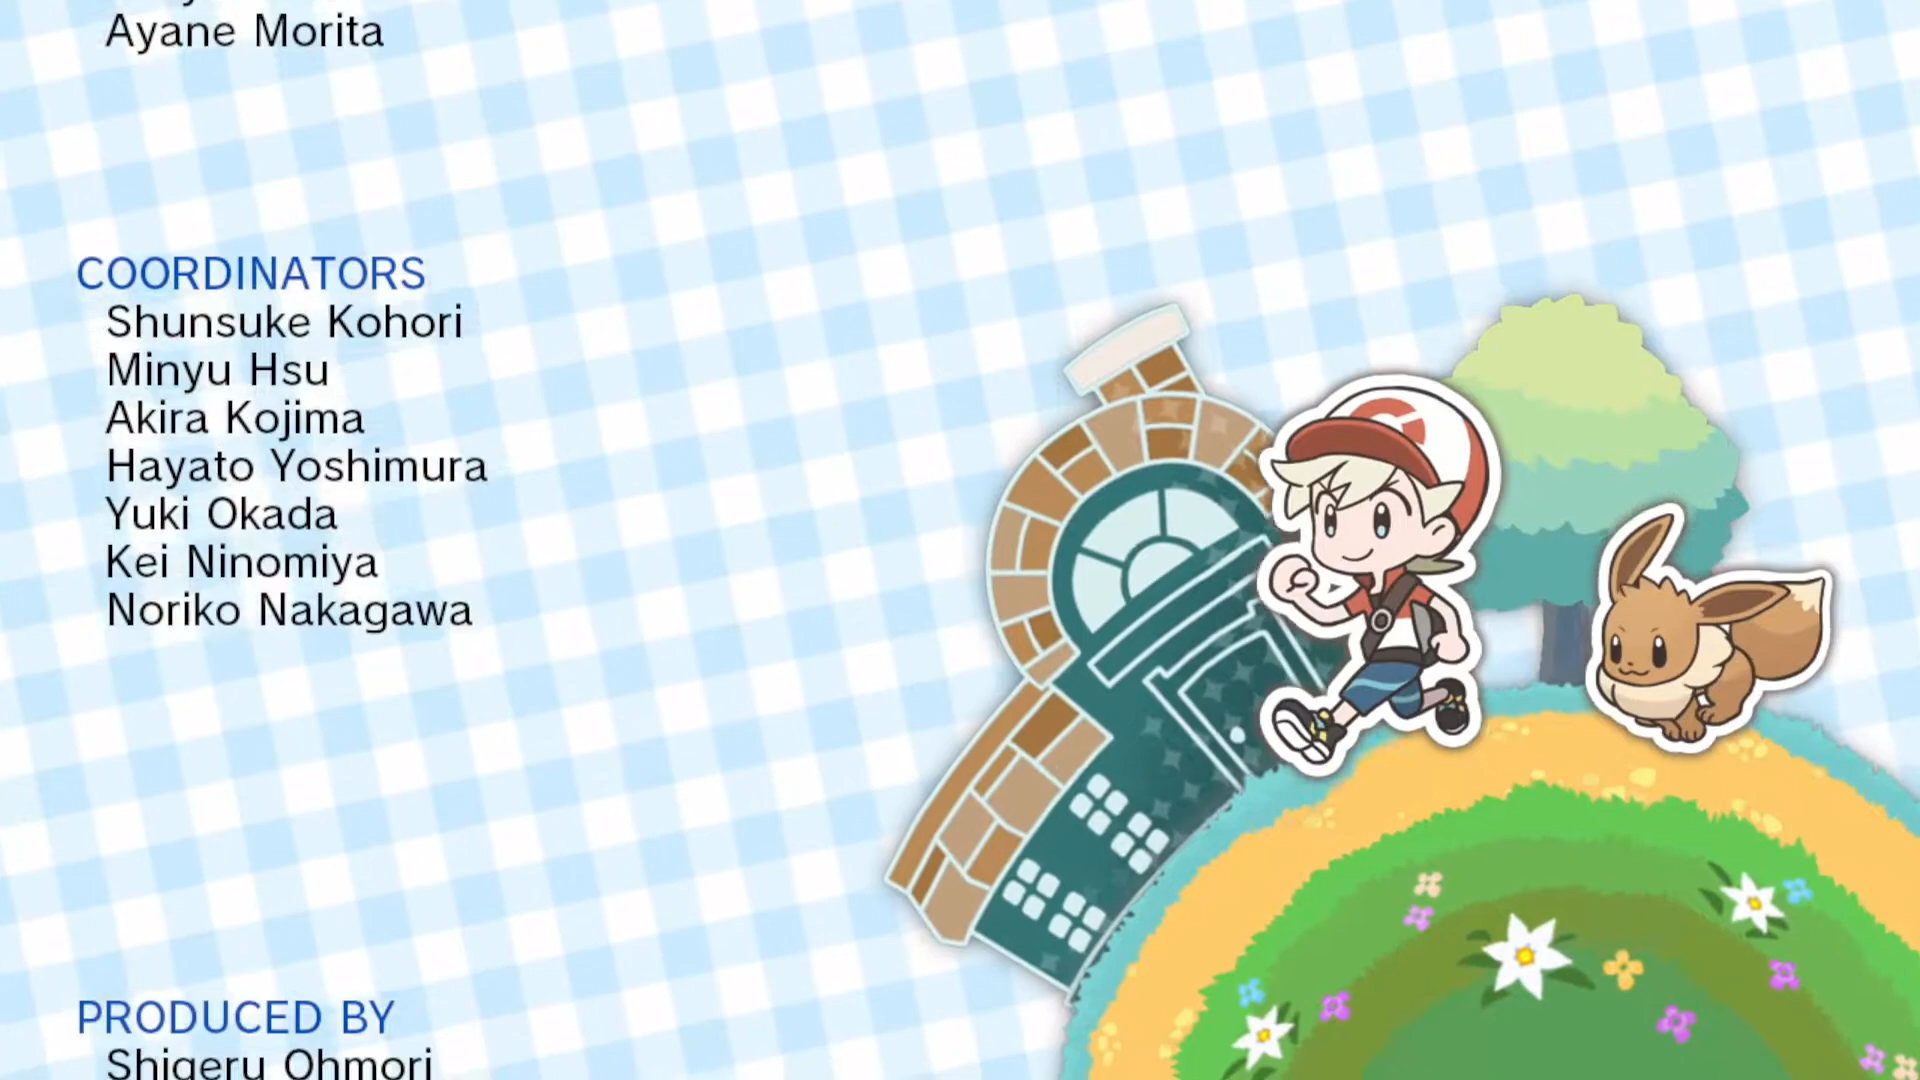 Ayane Morita
COORDINATORS
Shunsuke Kohori
Minyu Hsu
Akira Kojima
Hayato Yoshimura
Yuki Okada
Kei Ninomiya
Noriko Nakagawa
PRODUCED BY
Shigeru Ohmori